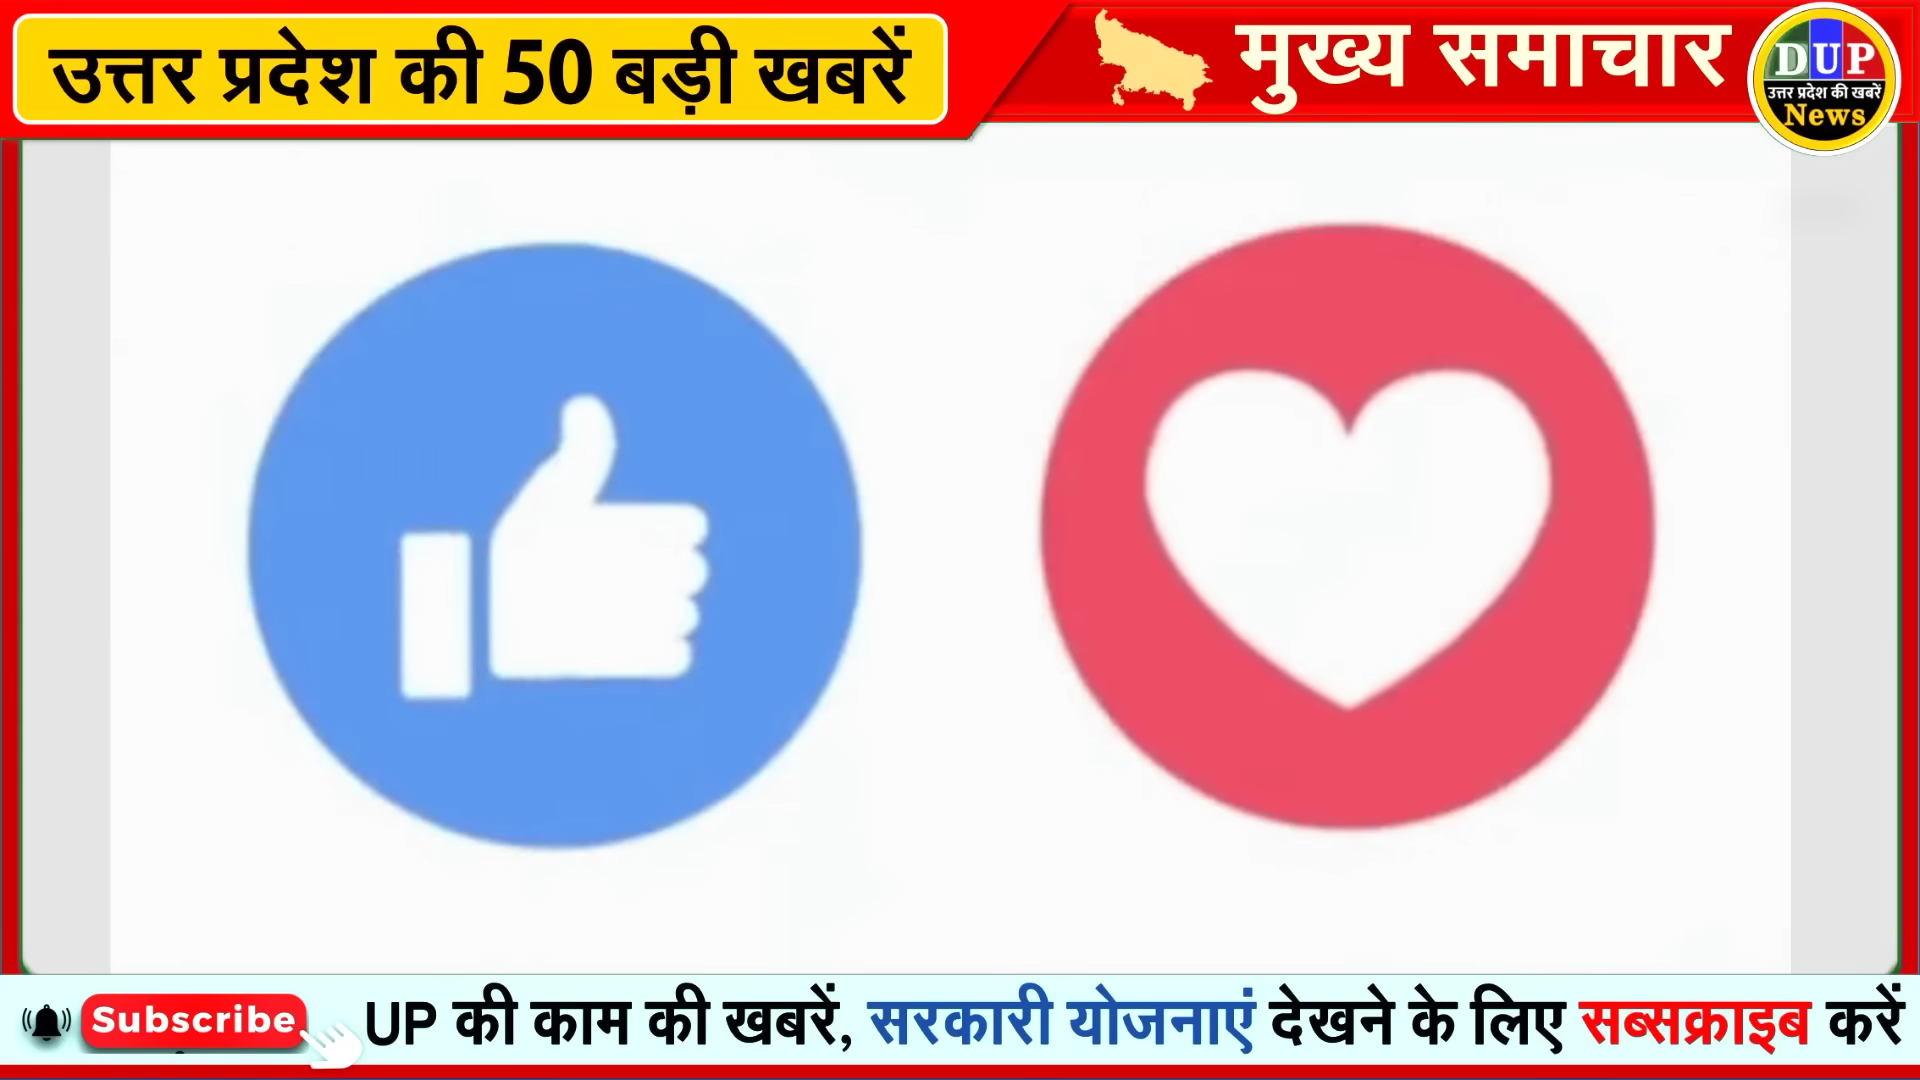 उत्तर प्रदेश की 50 बड़ी खबरें
मुख्य समाचार
DUP
उत्तर प्रदेश की खबरें
News
Subscribe
UP की काम की खबरें, सरकारी योजनाएं देखने के लिए सब्सक्राइब करें